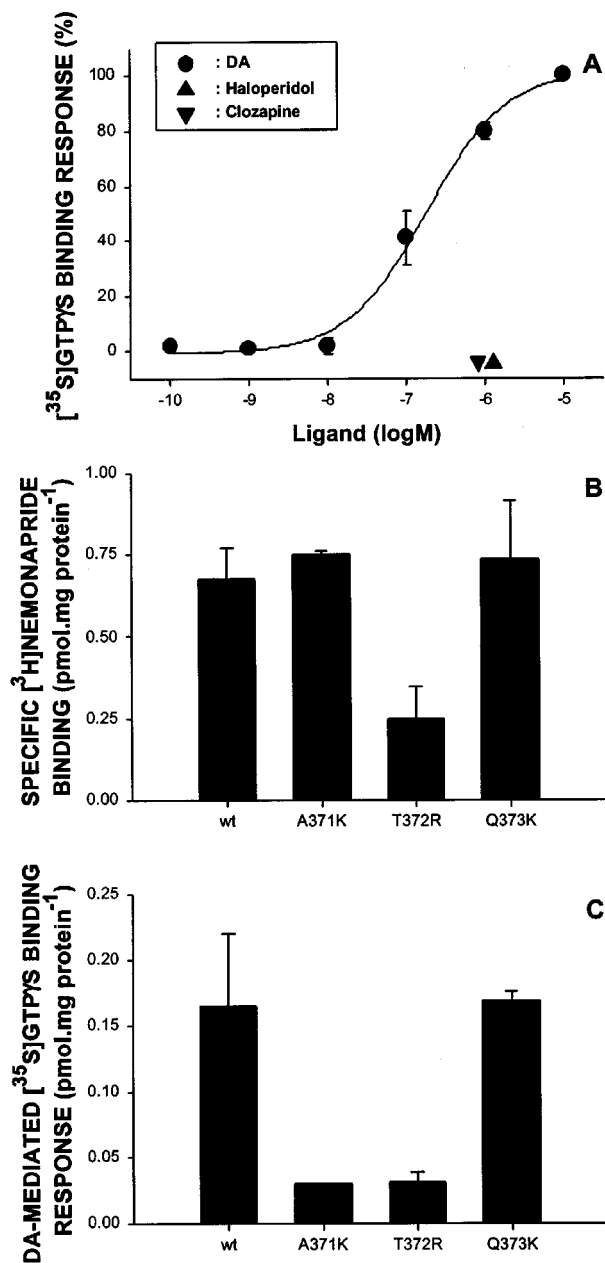 A
[³⁵S]GTPγS BINDING RESPONSE (%)
● : DA
▲ : Haloperidol
▼ : Clozapine
100
80
60
40
20
0
-10 -9 -8 -7 -6 -5
Ligand (logM)
B
SPECIFIC [³H]NEMONAPRIDE
BINDING (pmol.mg protein⁻¹)
1.00
0.75
0.50
0.25
0.00
wt A371K T372R Q373K
C
DA-MEDIATED [³⁵S]GTPγS BINDING
RESPONSE (pmol.mg protein⁻¹)
0.25
0.20
0.15
0.10
0.05
0.00
wt A371K T372R Q373K